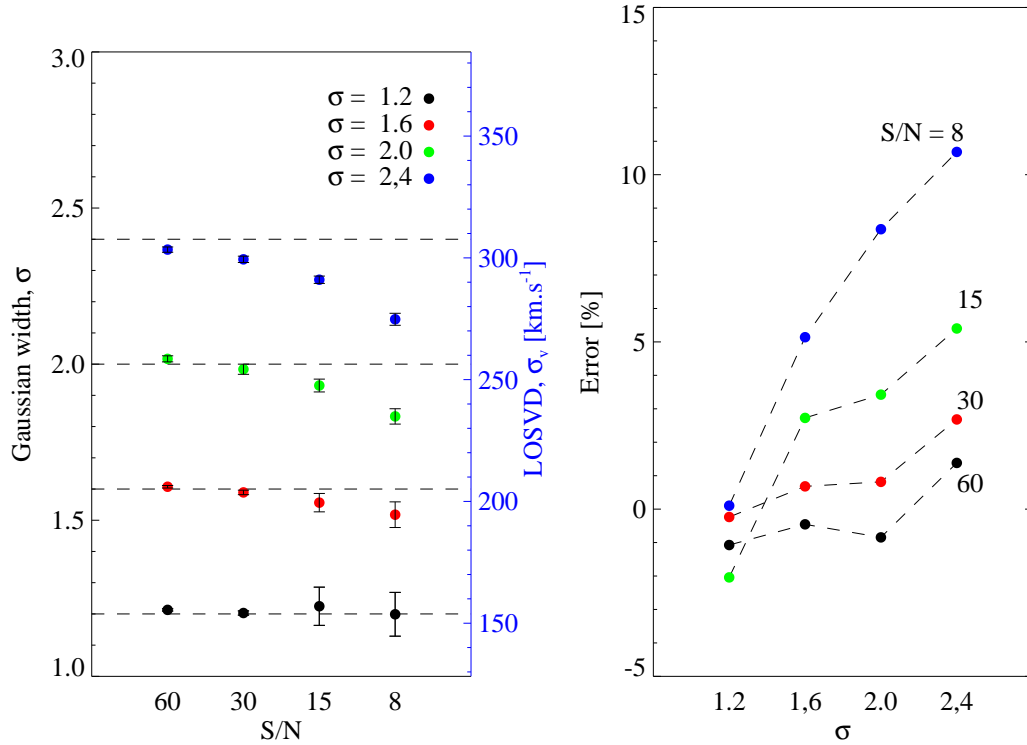 3.0
2.5
2.0
1.5
1.0
Gaussian width, σ
σ = 1.2
σ = 1.6
σ = 2.0
σ = 2,4
350
300
250
200
150
LOSVD, σv [km.s-1]
60 30 15 8
S/N
15
10
5
0
-5
Error [%]
S/N = 8
15
30
60
1.2 1,6 2.0 2,4
σ